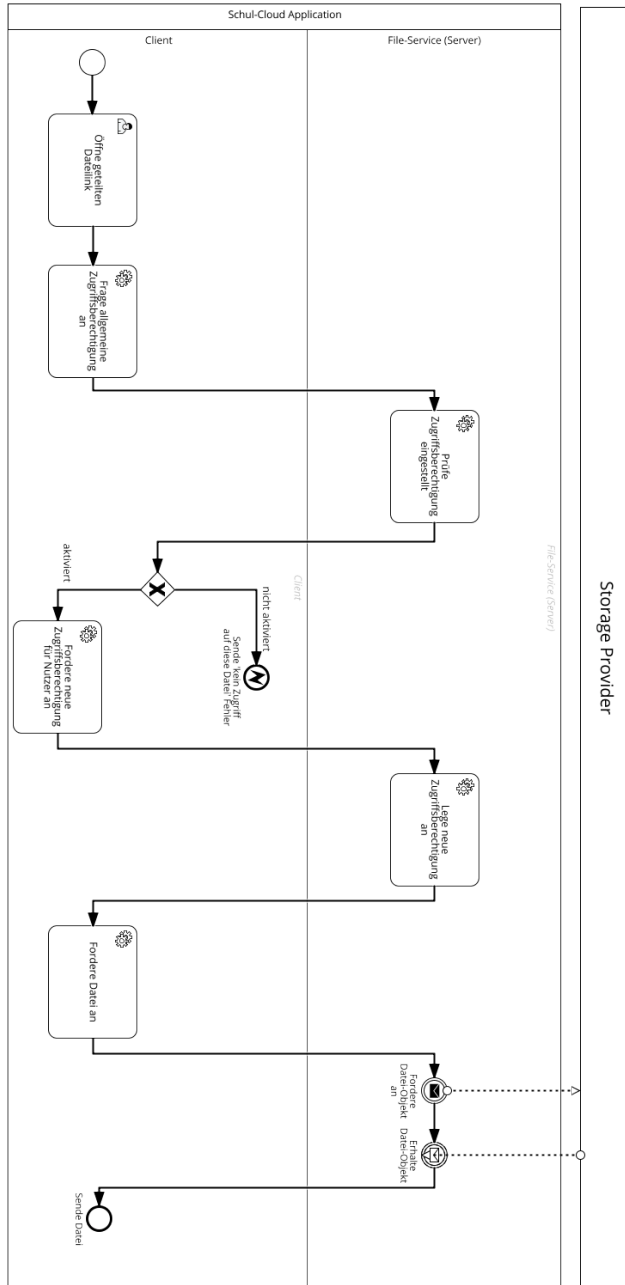 Schul-Cloud Application
Client
File-Service (Server)
Storage Provider
Öffne geteilten
Dateilink
Frage allgemeine
Zugriffsberechtigung
an
Prüfe
Zugriffsberechtigung
eingestellt
File-Service (Server)
Client
aktiviert
nicht aktiviert
Sende 'kein Zugriff
auf diese Datei' Fehler
Fordere neue
Zugriffsberechtigung
für Nutzer an
Lege neue
Zugriffsberechtigung
an
Fordere Datei an
Fordere
Datei-Objekt
an
Erhalte
Datei-Objekt
Sende Datei